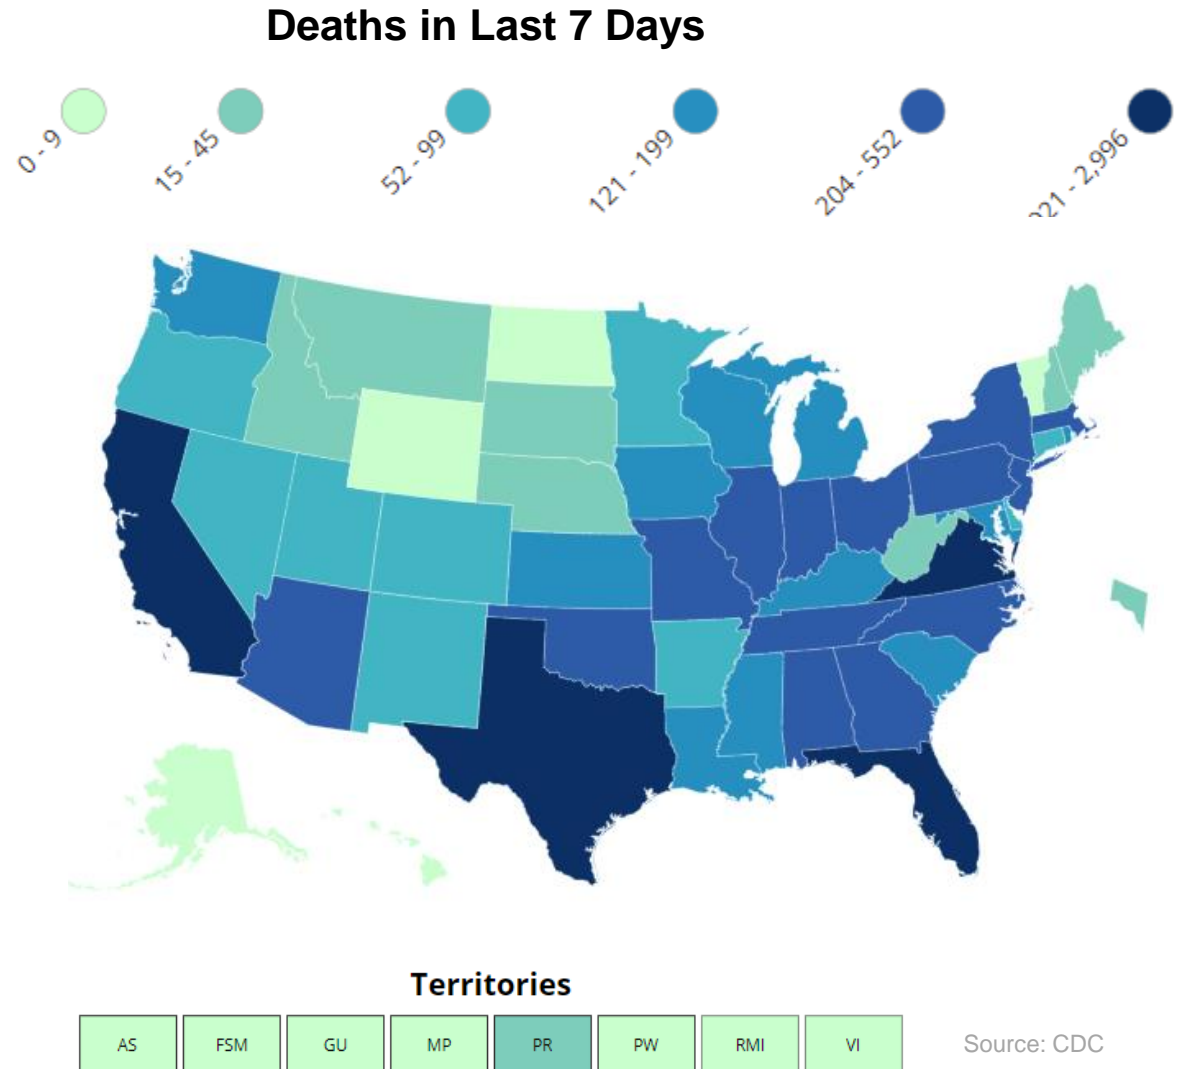 Deaths in Last 7 Days
0 - 9
15 - 45
52 - 99
121 - 199
204 - 552
921 - 2,996
Territories
AS FSM GU MP PR PW RMI VI
Source: CDC